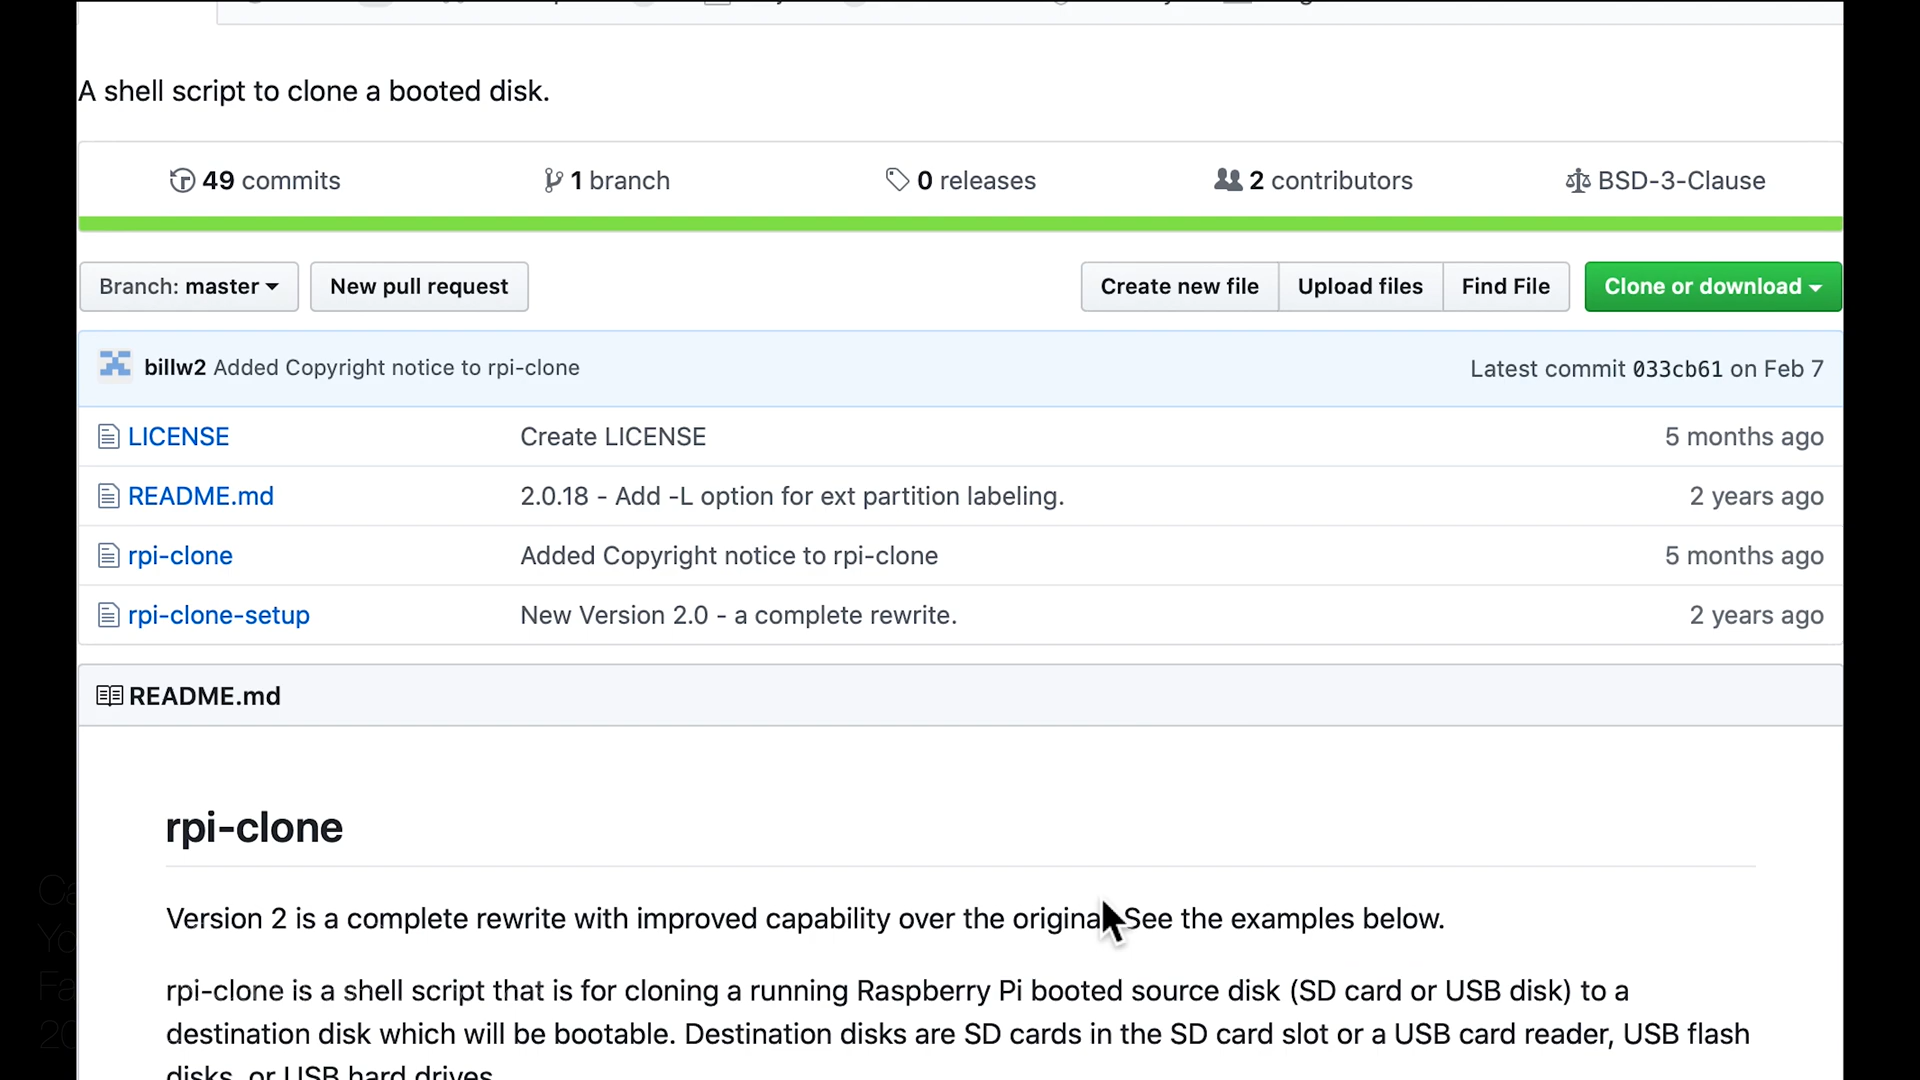 A shell script to clone a booted disk.
49 commits
1 branch
0 releases
2 contributors
BSD-3-Clause
Branch: master
New pull request
Create new file
Upload files
Find File
Clone or download
billw2 Added Copyright notice to rpi-clone
Latest commit 033cb61 on Feb 7
LICENSE
Create LICENSE
5 months ago
README.md
2.0.18 - Add -L option for ext partition labeling.
2 years ago
rpi-clone
Added Copyright notice to rpi-clone
5 months ago
rpi-clone-setup
New Version 2.0 - a complete rewrite.
2 years ago
README.md
rpi-clone
Version 2 is a complete rewrite with improved capability over the original. See the examples below.
rpi-clone is a shell script that is for cloning a running Raspberry Pi booted source disk (SD card or USB disk) to a
destination disk which will be bootable. Destination disks are SD cards in the SD card slot or a USB card reader, USB flash
disks, or USB hard drives.